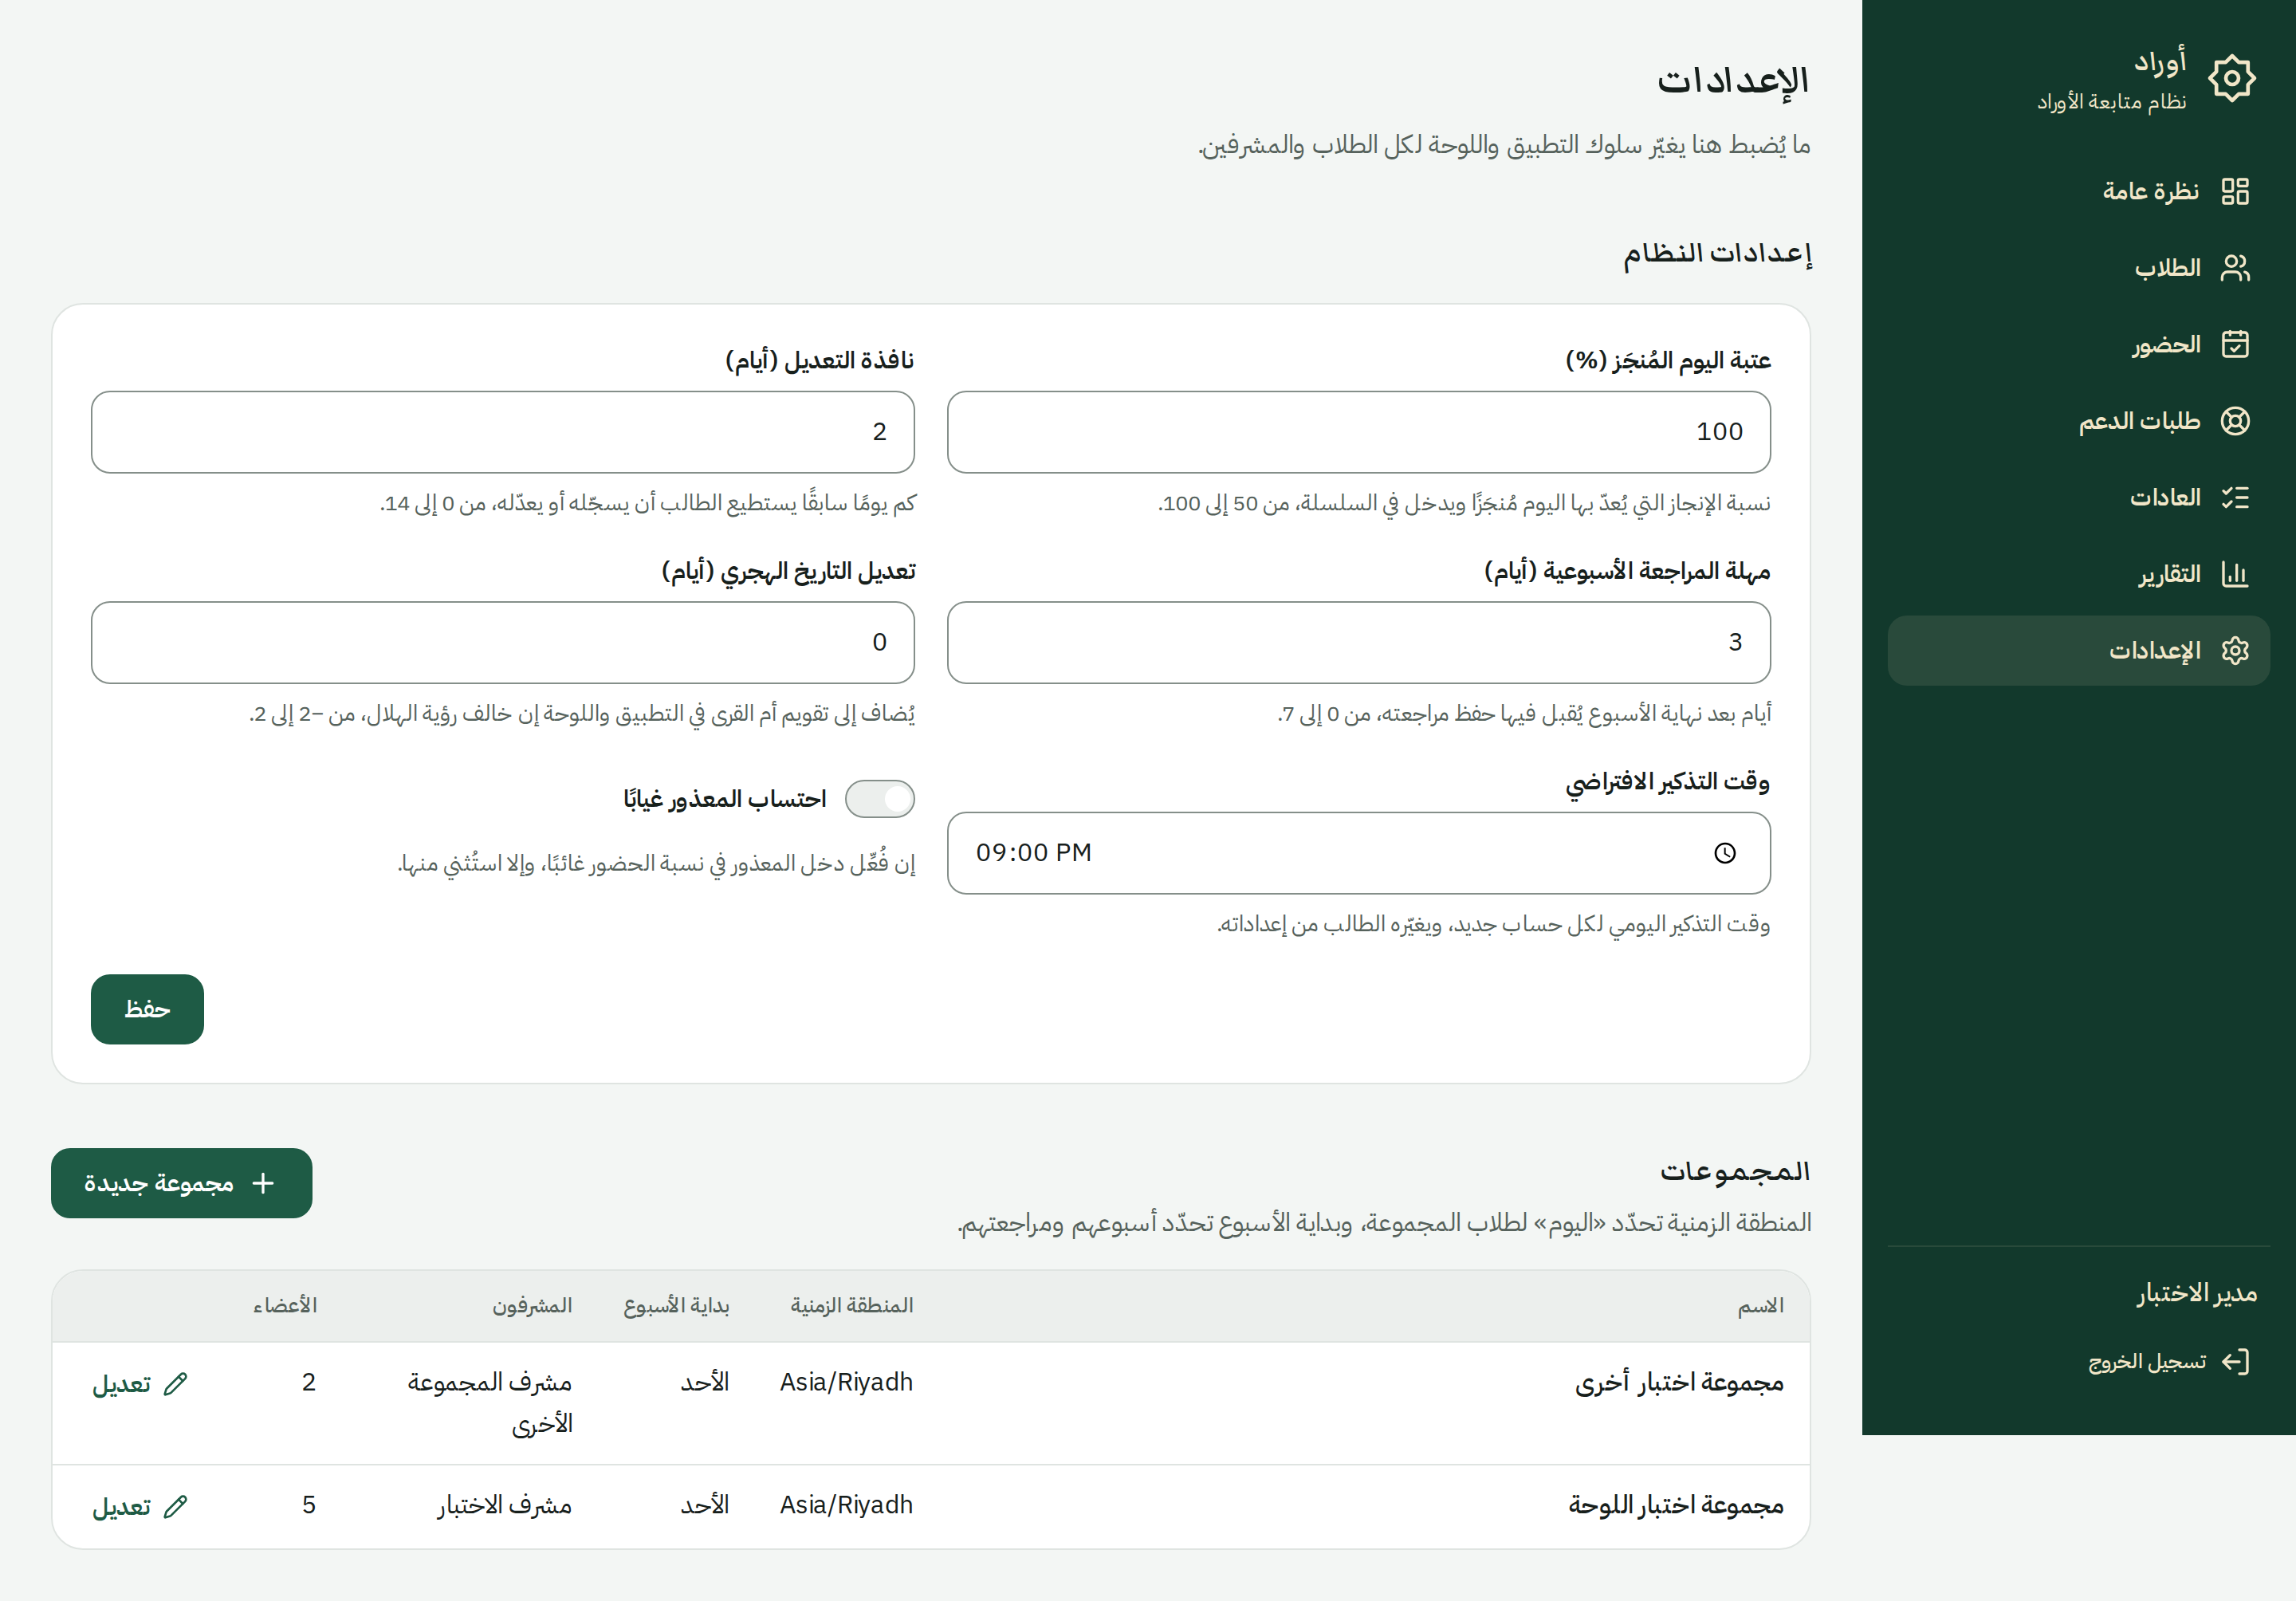 أوراد
نظام متابعة الأوراد
نظرة عامة
الطلاب
الحضور
طلبات الدعم
العادات
التقارير
الإعدادات
مدير الاختبار
تسجيل الخروج
الإعدادات
ما يُضبط هنا يغيّر سلوك التطبيق واللوحة لكل الطلاب والمشرفين.
إعدادات النظام
عتبة اليوم المُنجَز (%)
100
نسبة الإنجاز التي يُعدّ بها اليوم مُنجَزًا ويدخل في السلسلة، من 50 إلى 100.
نافذة التعديل (أيام)
2
كم يومًا سابقًا يستطيع الطالب أن يسجّله أو يعدّله، من 0 إلى 14.
مهلة المراجعة الأسبوعية (أيام)
3
أيام بعد نهاية الأسبوع يُقبل فيها حفظ مراجعته، من 0 إلى 7.
تعديل التاريخ الهجري (أيام)
0
يُضاف إلى تقويم أم القرى في التطبيق واللوحة إن خالف رؤية الهلال، من −2 إلى 2.
وقت التذكير الافتراضي
09:00 PM
وقت التذكير اليومي لكل حساب جديد، ويغيّره الطالب من إعداداته.
احتساب المعذور غيابًا
إن فُعِّل دخل المعذور في نسبة الحضور غائبًا، وإلا استُثني منها.
حفظ
المجموعات
المنطقة الزمنية تحدّد «اليوم» لطلاب المجموعة، وبداية الأسبوع تحدّد أسبوعهم ومراجعتهم.
مجموعة جديدة
الاسم المنطقة الزمنية بداية الأسبوع المشرفون الأعضاء
مجموعة اختبار أخرى Asia/Riyadh الأحد مشرف المجموعة الأخرى 2 تعديل
مجموعة اختبار اللوحة Asia/Riyadh الأحد مشرف الاختبار 5 تعديل